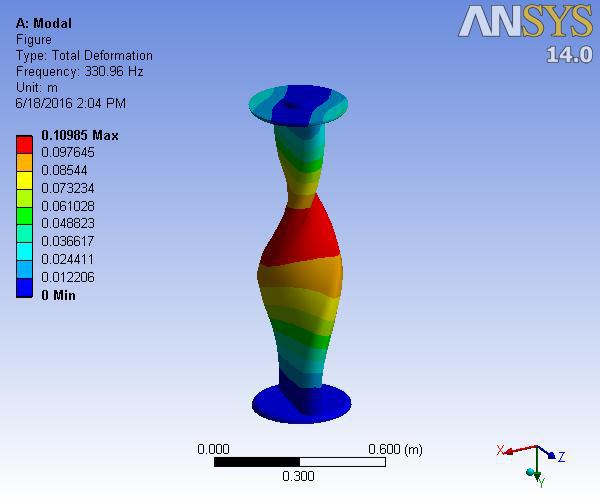 A: Modal
Figure
Type: Total Deformation
Frequency: 330.96 Hz
Unit: m
6/18/2016 2:04 PM
ANSYS
14.0
0.10985 Max
0.097645
0.08544
0.073234
0.061028
0.048823
0.036617
0.024411
0.012206
0 Min
0.000
0.600 (m)
0.300
X
Z
Y